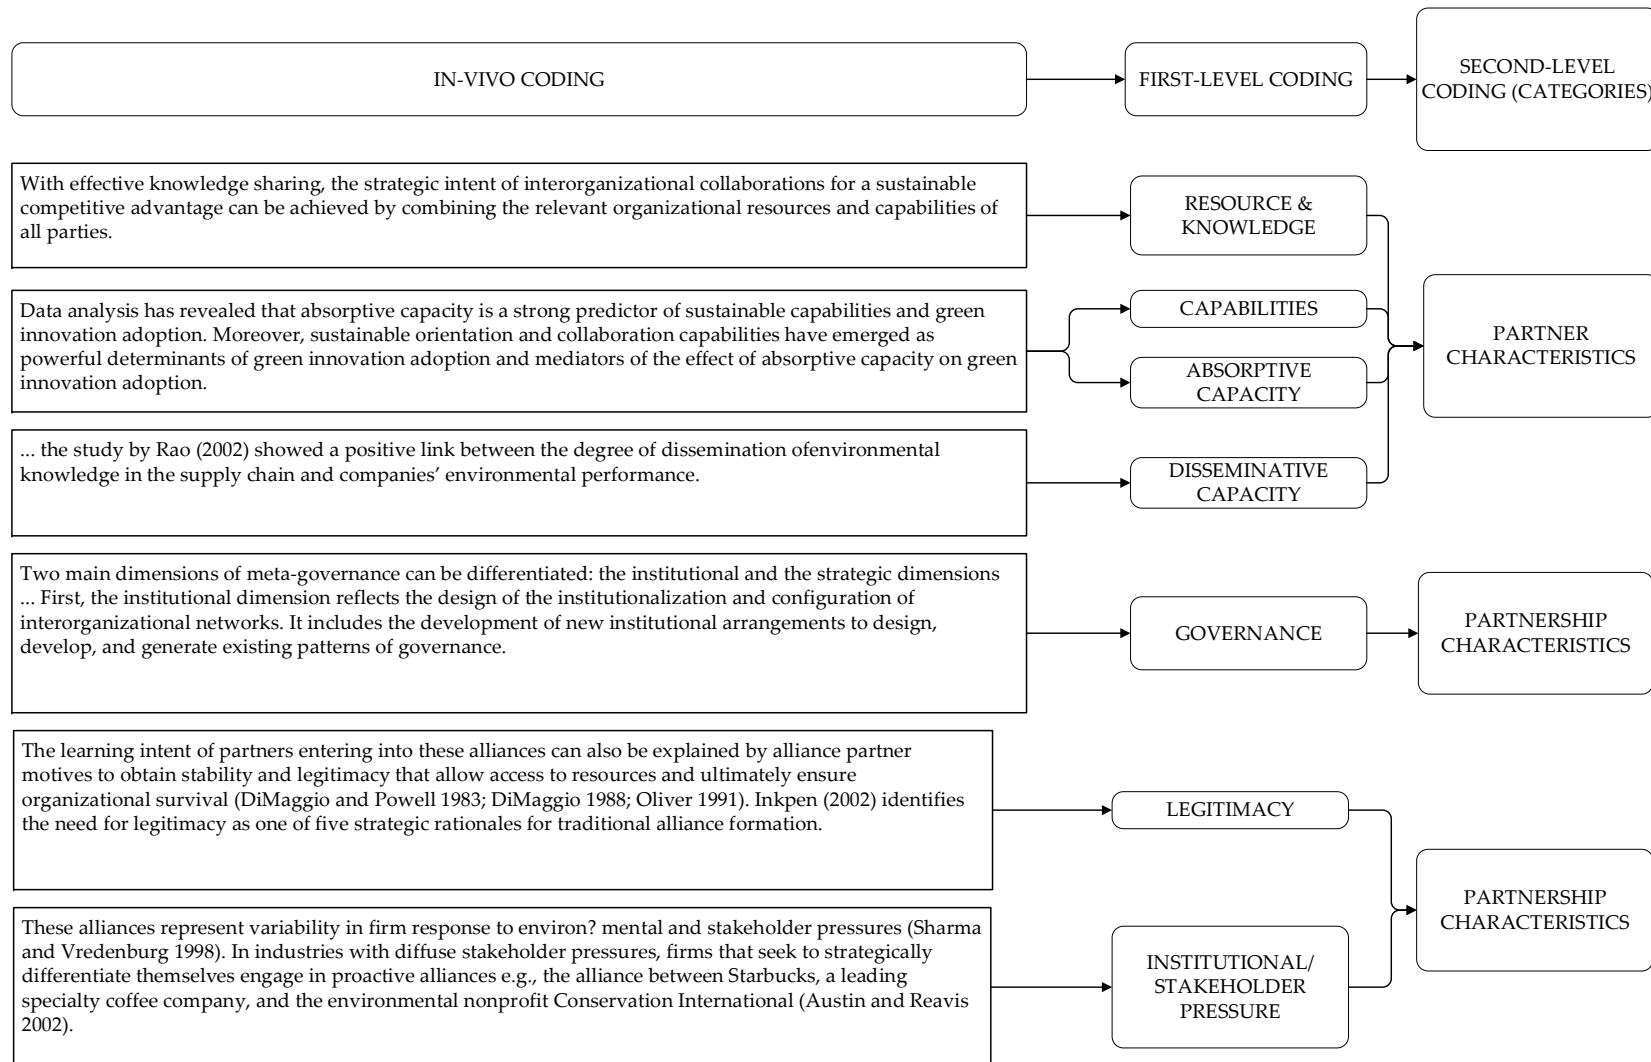 IN-VIVO CODING
FIRST-LEVEL CODING
SECOND-LEVEL
CODING (CATEGORIES)
With effective knowledge sharing, the strategic intent of interorganizational collaborations for a sustainable
competitive advantage can be achieved by combining the relevant organizational resources and capabilities of
all parties.
RESOURCE &
KNOWLEDGE
Data analysis has revealed that absorptive capacity is a strong predictor of sustainable capabilities and green
innovation adoption. Moreover, sustainable orientation and collaboration capabilities have emerged as
powerful determinants of green innovation adoption and mediators of the effect of absorptive capacity on green
innovation adoption.
CAPABILITIES
ABSORPTIVE
CAPACITY
PARTNER
CHARACTERISTICS
... the study by Rao (2002) showed a positive link between the degree of dissemination ofenvironmental
knowledge in the supply chain and companies’ environmental performance.
DISSEMINATIVE
CAPACITY
Two main dimensions of meta-governance can be differentiated: the institutional and the strategic dimensions
... First, the institutional dimension reflects the design of the institutionalization and configuration of
interorganizational networks. It includes the development of new institutional arrangements to design,
develop, and generate existing patterns of governance.
GOVERNANCE
PARTNERSHIP
CHARACTERISTICS
The learning intent of partners entering into these alliances can also be explained by alliance partner
motives to obtain stability and legitimacy that allow access to resources and ultimately ensure
organizational survival (DiMaggio and Powell 1983; DiMaggio 1988; Oliver 1991). Inkpen (2002) identifies
the need for legitimacy as one of five strategic rationales for traditional alliance formation.
LEGITIMACY
PARTNERSHIP
CHARACTERISTICS
These alliances represent variability in firm response to environ? mental and stakeholder pressures (Sharma
and Vredenburg 1998). In industries with diffuse stakeholder pressures, firms that seek to strategically
differentiate themselves engage in proactive alliances e.g., the alliance between Starbucks, a leading
specialty coffee company, and the environmental nonprofit Conservation International (Austin and Reavis
2002).
INSTITUTIONAL/
STAKEHOLDER
PRESSURE